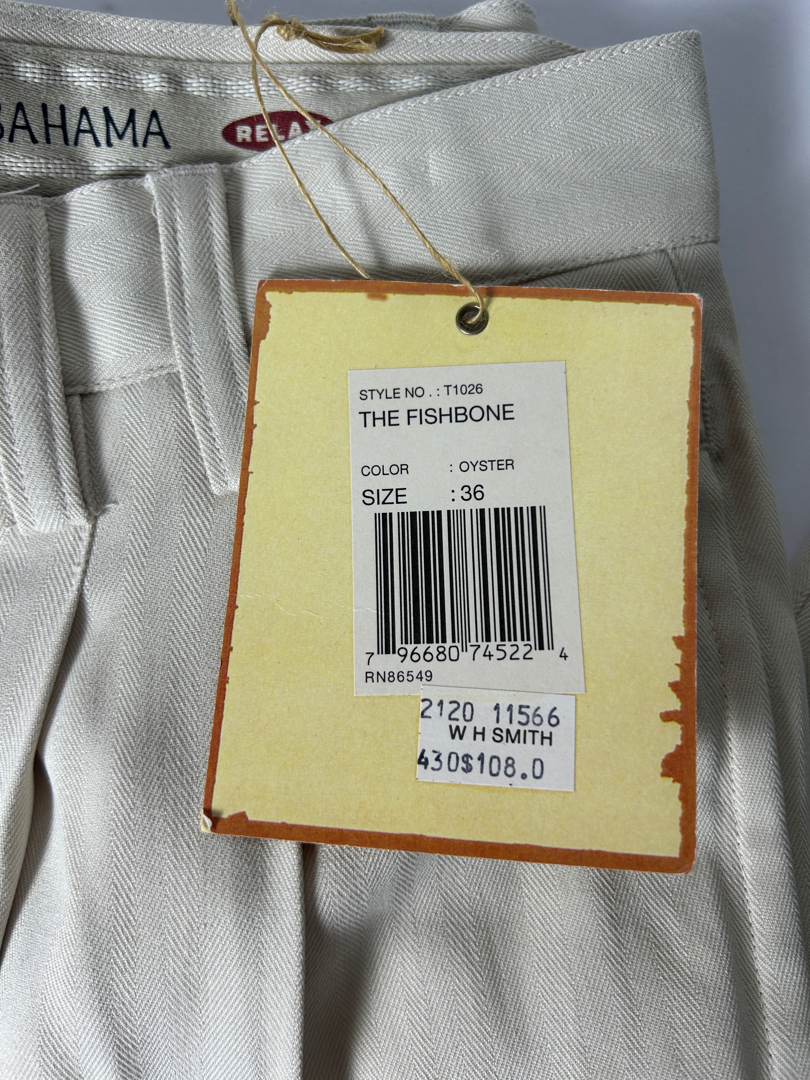 BAHAMA
RELAX
STYLE NO . : T1026
THE FISHBONE
COLOR : OYSTER
SIZE : 36
7 96680 74522 4
RN86549
2120 11566
W H SMITH
430$108.0